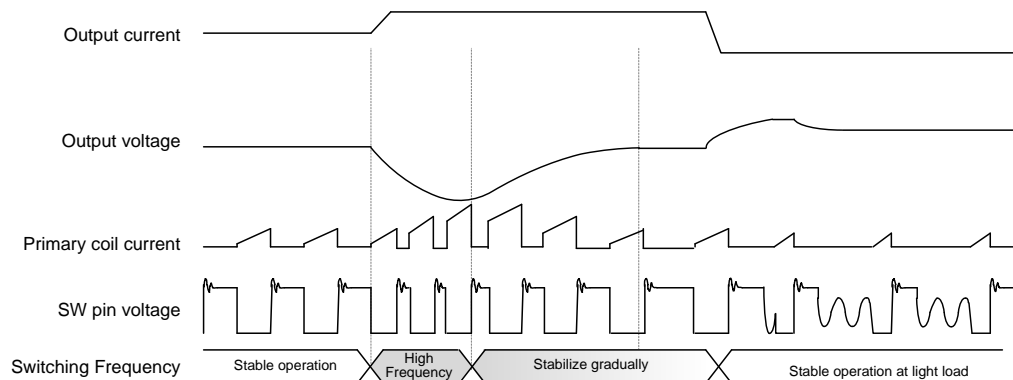 Output current
Output voltage
Primary coil current
SW pin voltage
Switching Frequency
Stable operation
High
Frequency
Stabilize gradually
Stable operation at light load